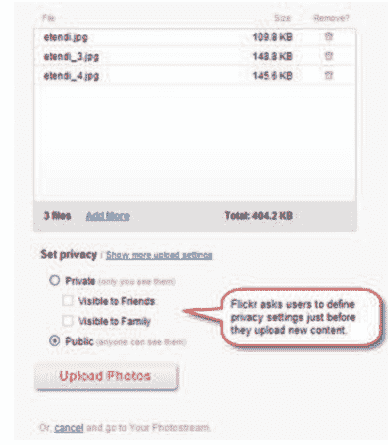 File Size Remove?
etendi.jpg 109.8 KB
etendi_3.jpg 148.8 KB
etendi_4.jpg 145.6 KB
3 files Add More Total: 404.2 KB
Set privacy / Show more upload settings
Private (only you see them)
Visible to Friends
Visible to Family
Public (anyone can see them)
Flickr asks users to define
privacy settings just before
they upload new content.
Upload Photos
Or, cancel and go to Your Photostream.